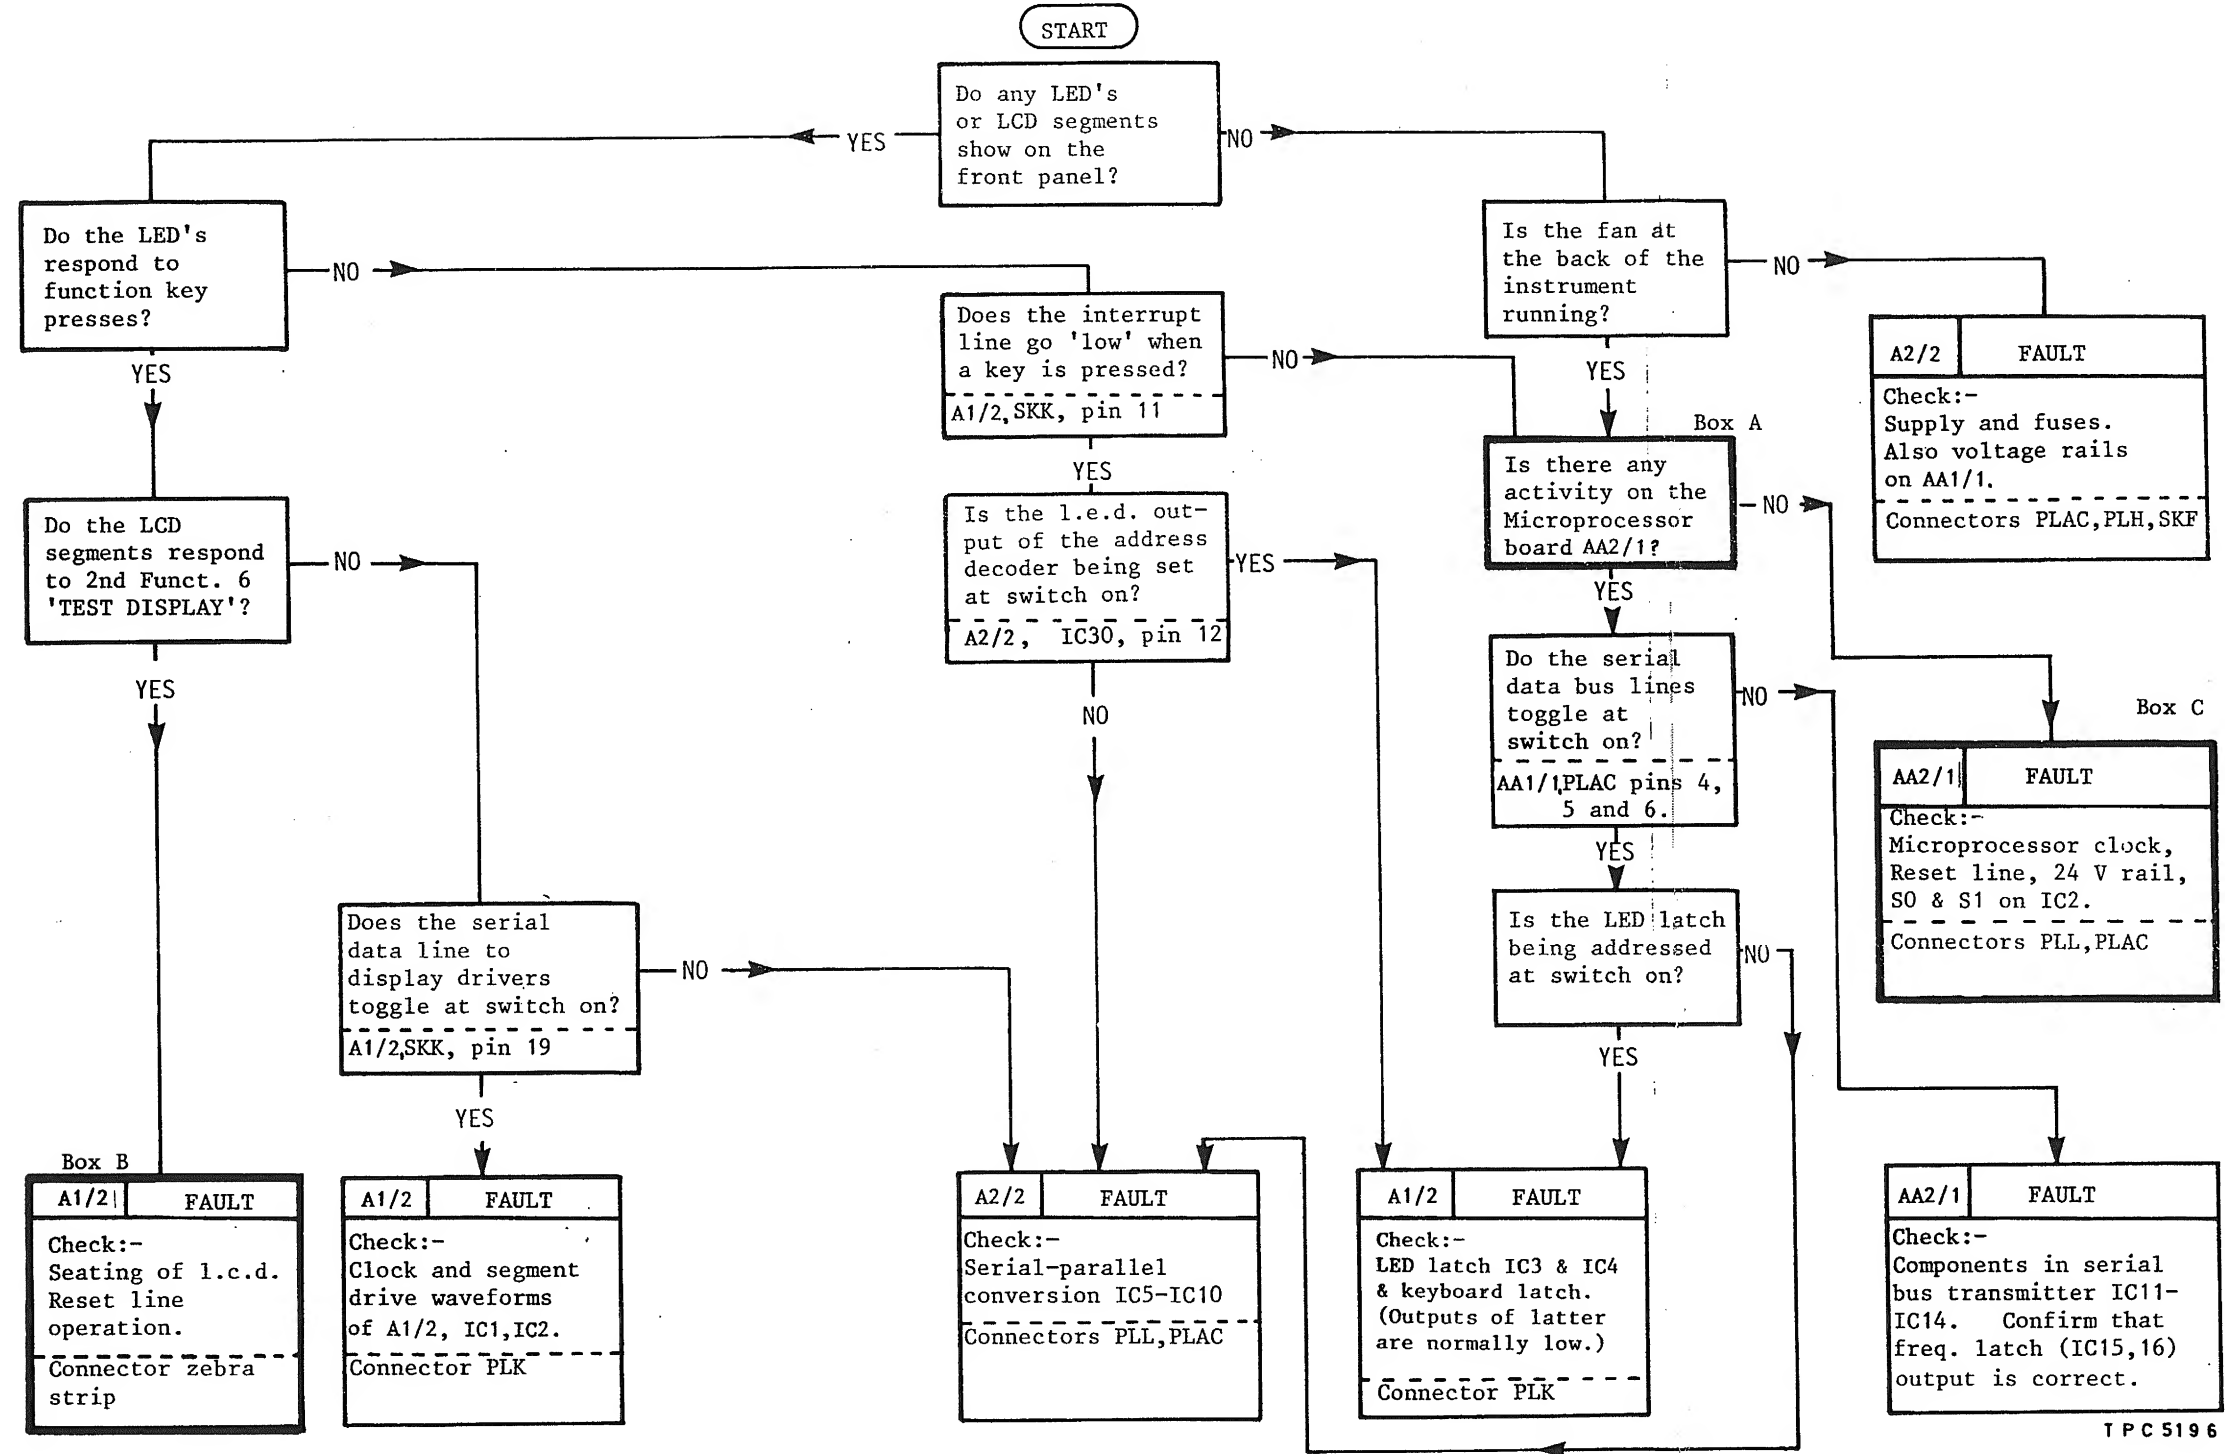 START
Do any LED's
or LCD segments
show on the
front panel?
YES
NO
Do the LED's
respond to
function key
presses?
NO
YES
Is the fan at
the back of the
instrument
running?
NO
YES
Does the interrupt
line go 'low' when
a key is pressed?
A1/2,SKK, pin 11
NO
YES
A2/2 FAULT
Check:-
Supply and fuses.
Also voltage rails
on AA1/1.
Connectors PLAC,PLH,SKF
Box A
Is there any
activity on the
Microprocessor
board AA2/1?
NO
YES
Do the LCD
segments respond
to 2nd Funct. 6
'TEST DISPLAY'?
NO
YES
Is the l.e.d. out-
put of the address
decoder being set
at switch on?
A2/2, IC30, pin 12
YES
NO
Do the serial
data bus lines
toggle at
switch on?
AA1/1,PLAC pins 4,
5 and 6.
NO
YES
Box C
AA2/1 FAULT
Check:-
Microprocessor clock,
Reset line, 24 V rail,
S0 & S1 on IC2.
Connectors PLL,PLAC
Does the serial
data line to
display drivers
toggle at switch on?
A1/2,SKK, pin 19
NO
YES
Is the LED latch
being addressed
at switch on?
NO
YES
Box B
A1/2 FAULT
Check:-
Seating of l.c.d.
Reset line
operation.
Connector zebra
strip
A1/2 FAULT
Check:-
Clock and segment
drive waveforms
of A1/2, IC1,IC2.
Connector PLK
A2/2 FAULT
Check:-
Serial-parallel
conversion IC5-IC10
Connectors PLL,PLAC
A1/2 FAULT
Check:-
LED latch IC3 & IC4
& keyboard latch.
(Outputs of latter
are normally low.)
Connector PLK
AA2/1 FAULT
Check:-
Components in serial
bus transmitter IC11-
IC14. Confirm that
freq. latch (IC15,16)
output is correct.
TPC5196